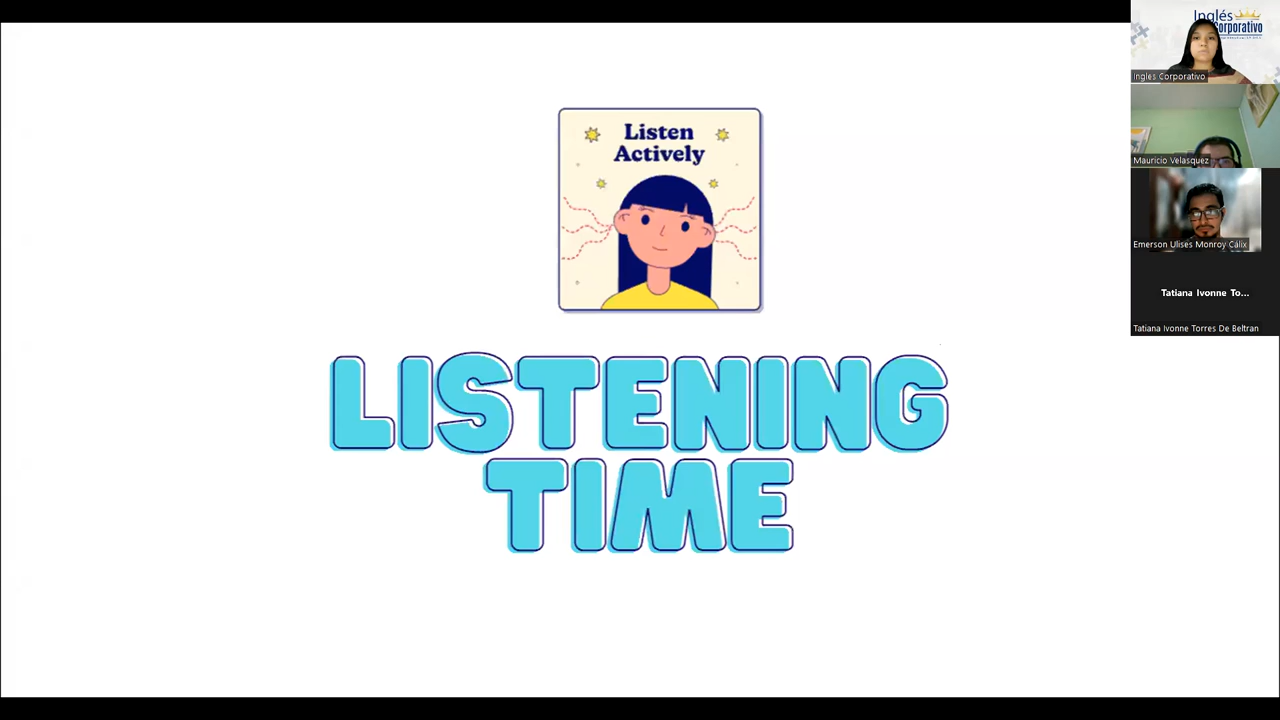 Listen
Actively
LISTENING
TIME
Inglés
Corporativo
Ingles Corporativo
Mauricio Velasquez
Emerson Ulises Monroy Cálix
Tatiana Ivonne To...
Tatiana Ivonne Torres De Beltran